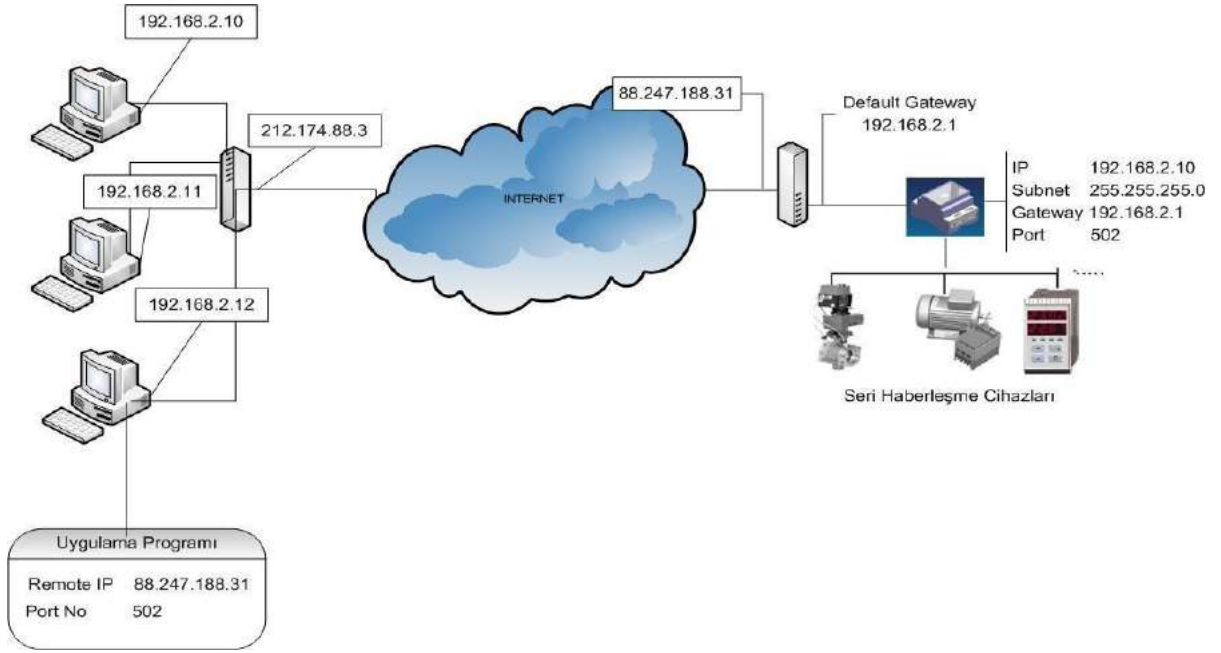 192.168.2.10
212.174.88.3
192.168.2.11
192.168.2.12
INTERNET
88.247.188.31
Default Gateway
192.168.2.1
IP 192.168.2.10
Subnet 255.255.255.0
Gateway 192.168.2.1
Port 502
Seri Haberleşme Cihazları
Uygulama Programı
Remote IP 88.247.188.31
Port No 502